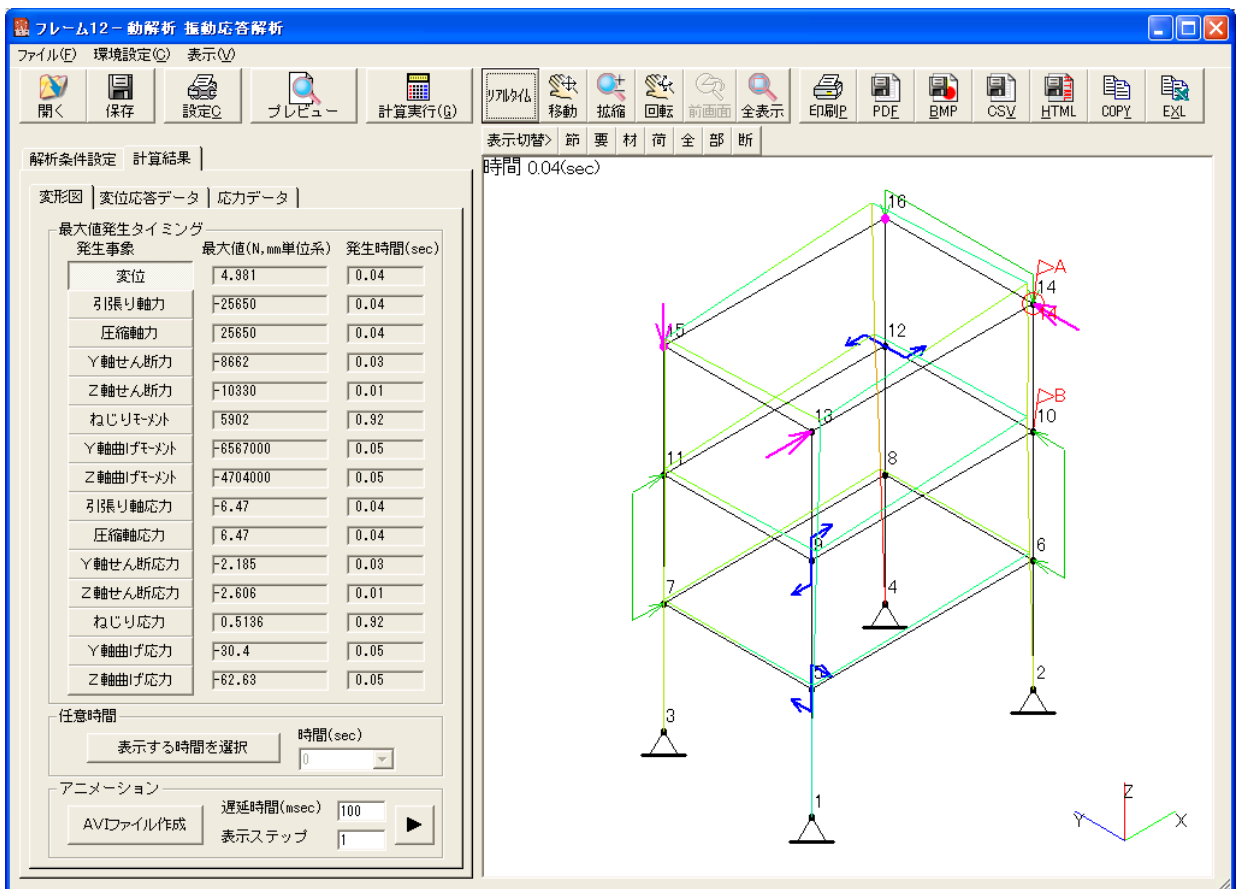 フレーム12－動解析 振動応答解析
ファイル(F) 環境設定(C) 表示(V)
開く 保存 設定C プレビュー 計算実行(G) リアルタイム 移動 拡縮 回転 前画面 全表示 印刷P PDF BMP CSV HTML COPY EXL
表示切替> 節 要 材 荷 全 部 断
解析条件設定 計算結果
時間 0.04(sec)
変形図 変位応答データ 応力データ
最大値発生タイミング
発生事象 最大値(N,mm単位系) 発生時間(sec)
変位 4.981 0.04
引張り軸力 -25650 0.04
圧縮軸力 25650 0.04
Y軸せん断力 -8662 0.03
Z軸せん断力 -10330 0.01
ねじりモーメント 5902 0.92
Y軸曲げモーメント -6567000 0.05
Z軸曲げモーメント -4704000 0.05
引張り軸応力 -6.47 0.04
圧縮軸応力 6.47 0.04
Y軸せん断応力 -2.185 0.03
Z軸せん断応力 -2.606 0.01
ねじり応力 0.5136 0.92
Y軸曲げ応力 -30.4 0.05
Z軸曲げ応力 -62.63 0.05
任意時間
表示する時間を選択 時間(sec)
0
アニメーション
AVIファイル作成 遅延時間(msec) 100
表示ステップ 1
16
A
14
15
12
13
B
10
11
8
9
6
7
4
5
2
3
1
Z
Y X